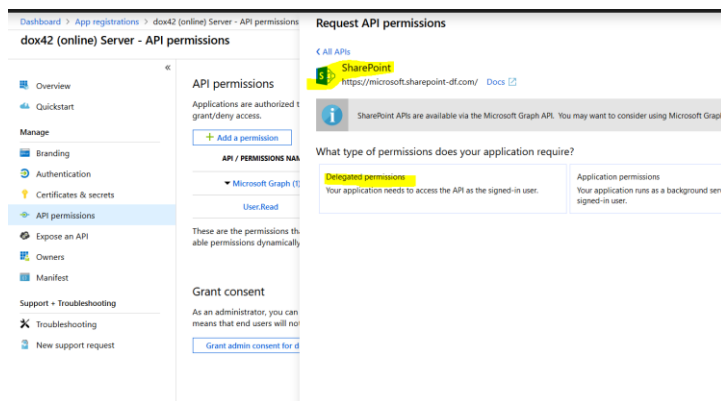 Dashboard > App registrations > dox42 (online) Server - API permissions
dox42 (online) Server - API permissions
«
Overview
Quickstart
Manage
Branding
Authentication
Certificates & secrets
API permissions
Expose an API
Owners
Manifest
Support + Troubleshooting
Troubleshooting
New support request
API permissions
Applications are authorized t
grant/deny access.
+ Add a permission
API / PERMISSIONS NAM
Microsoft Graph (1)
User.Read
These are the permissions th
able permissions dynamically
Grant consent
As an administrator, you can
means that end users will not
Grant admin consent for d
Request API permissions
< All APIs
SharePoint
https://microsoft.sharepoint-df.com/ Docs
SharePoint APIs are available via the Microsoft Graph API. You may want to consider using Microsoft Graph
What type of permissions does your application require?
Delegated permissions
Your application needs to access the API as the signed-in user.
Application permissions
Your application runs as a background ser
signed-in user.